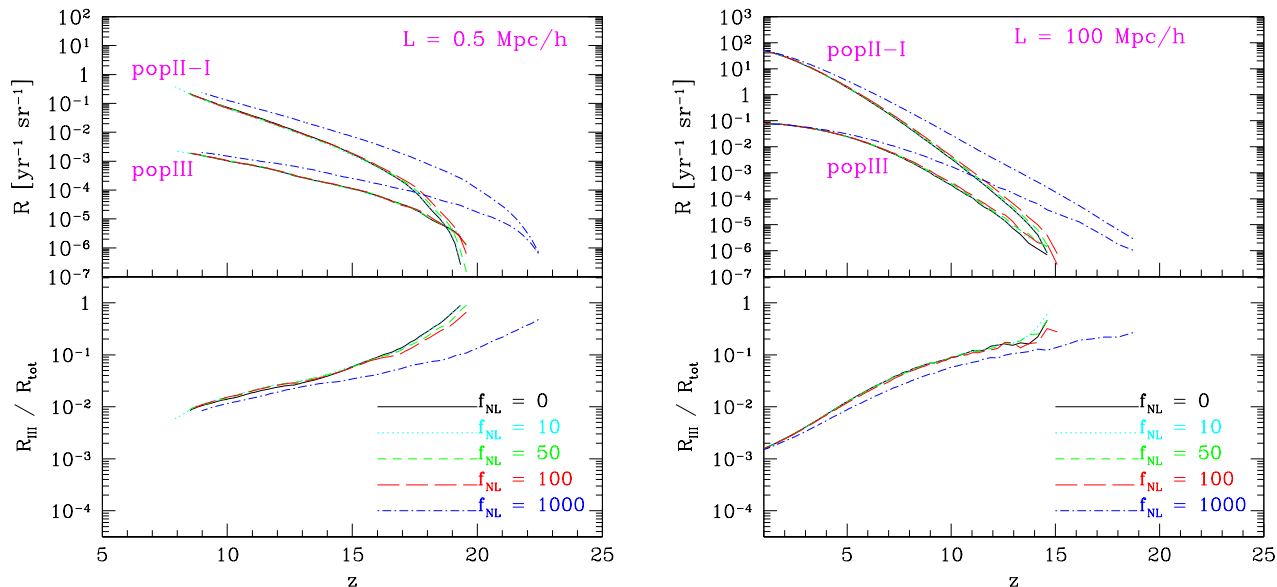 L = 0.5 Mpc/h
popII-I
popIII
R [yr⁻¹ sr⁻¹]
10²
10¹
1
10⁻¹
10⁻²
10⁻³
10⁻⁴
10⁻⁵
10⁻⁶
10⁻⁷
R_III / R_tot
1
10⁻¹
10⁻²
10⁻³
10⁻⁴
f_NL = 0
f_NL = 10
f_NL = 50
f_NL = 100
f_NL = 1000
5 10 15 20 25
z
L = 100 Mpc/h
popII-I
popIII
R [yr⁻¹ sr⁻¹]
10³
10²
10¹
1
10⁻¹
10⁻²
10⁻³
10⁻⁴
10⁻⁵
10⁻⁶
10⁻⁷
R_III / R_tot
1
10⁻¹
10⁻²
10⁻³
10⁻⁴
f_NL = 0
f_NL = 10
f_NL = 50
f_NL = 100
f_NL = 1000
5 10 15 20 25
z